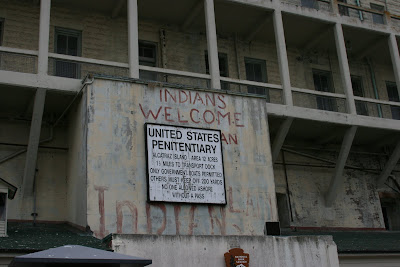 INDIANS
WELCOME
UNITED STATES
PENITENTIARY
ALCATRAZ ISLAND AREA 12 ACRES
1½ MILES TO TRANSPORT DOCK
ONLY GOVERNMENT BOATS PERMITTED
OTHERS MUST KEEP OFF 200 YARDS
NO ONE ALLOWED ASHORE
WITHOUT A PASS